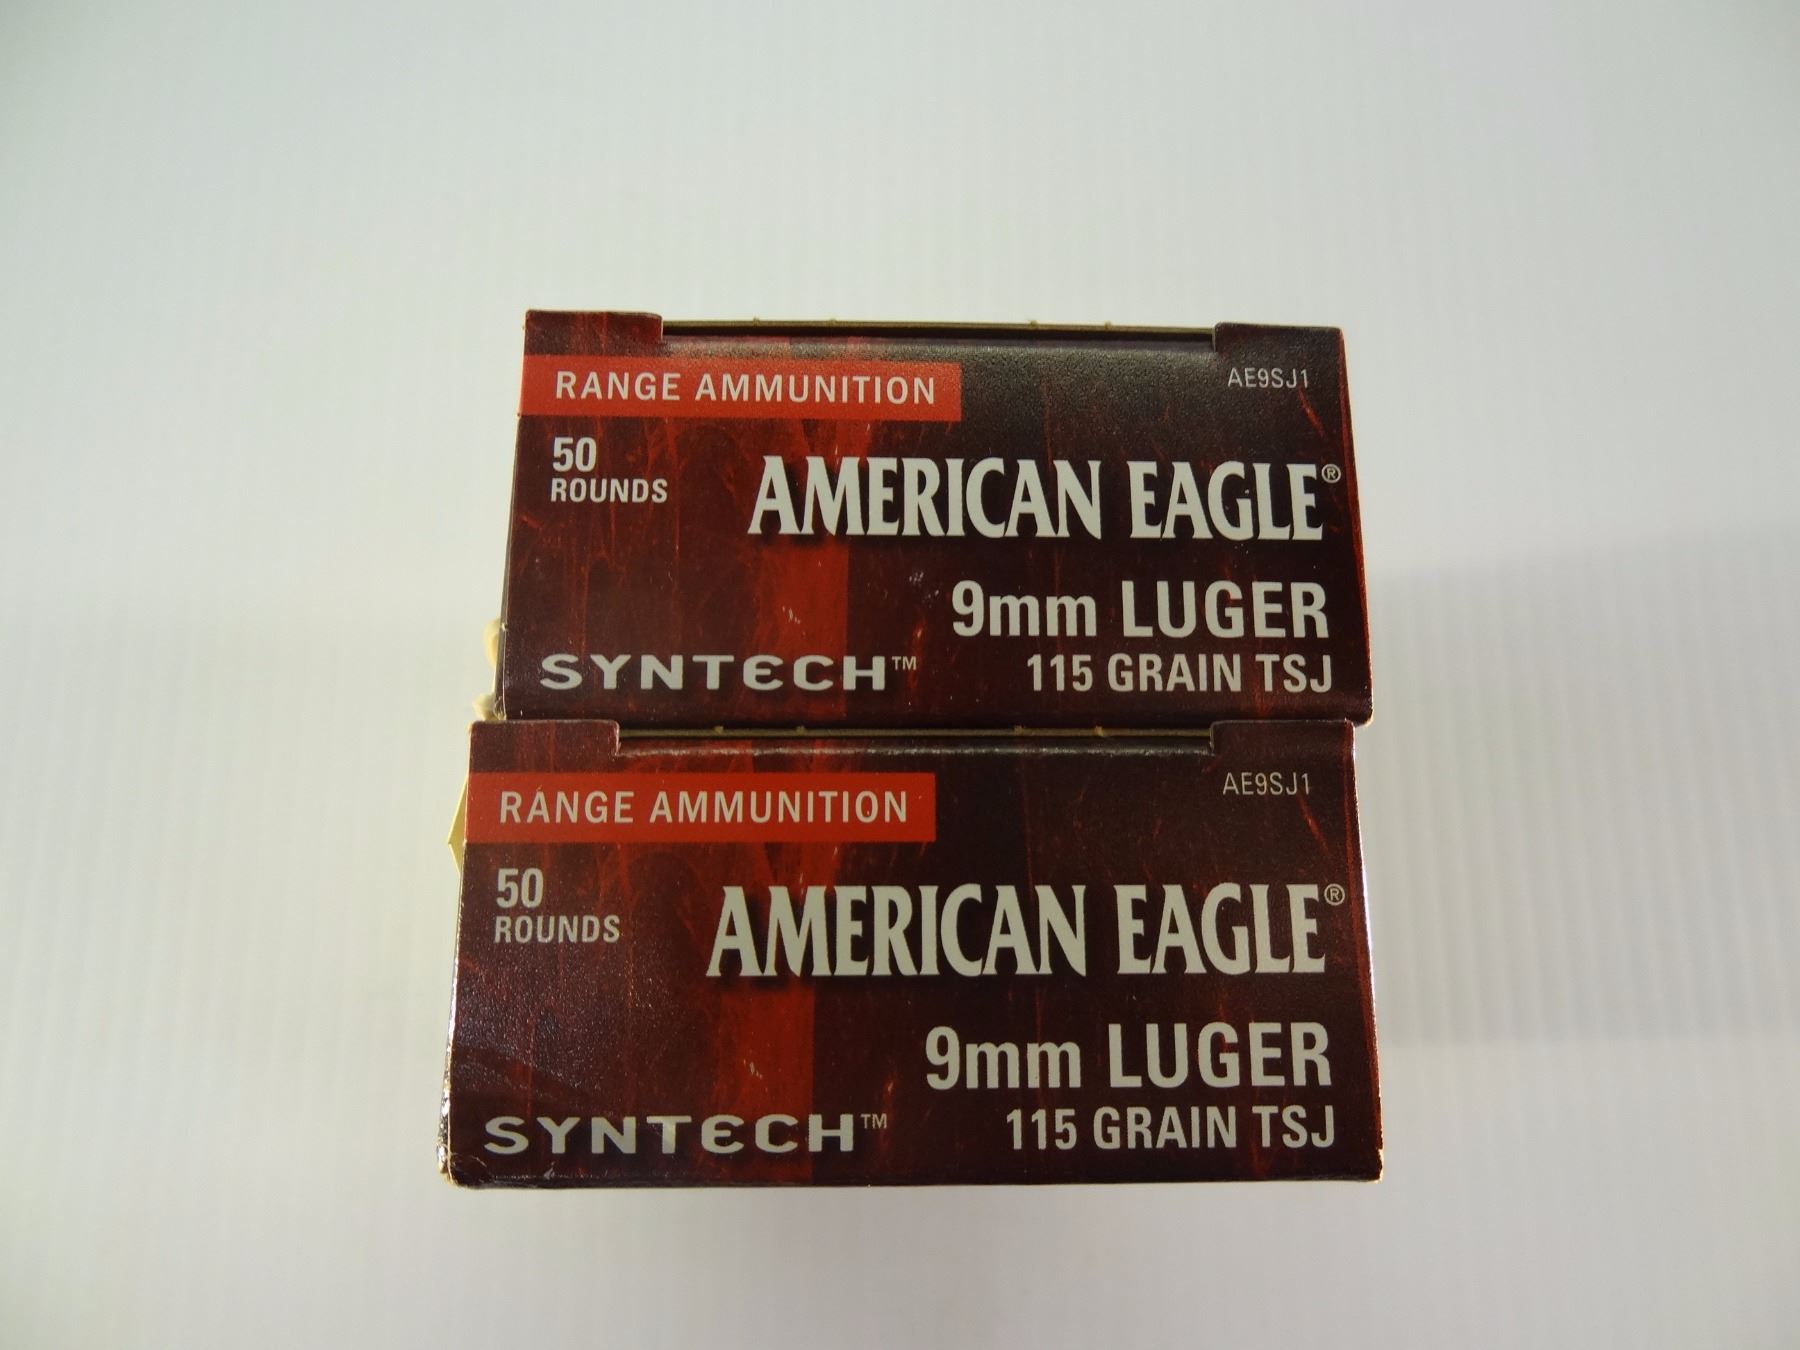 RANGE AMMUNITION
AE9SJ1
50
ROUNDS
AMERICAN EAGLE®
9mm LUGER
SYNTECH™
115 GRAIN TSJ
RANGE AMMUNITION
AE9SJ1
50
ROUNDS
AMERICAN EAGLE®
9mm LUGER
SYNTECH™
115 GRAIN TSJ